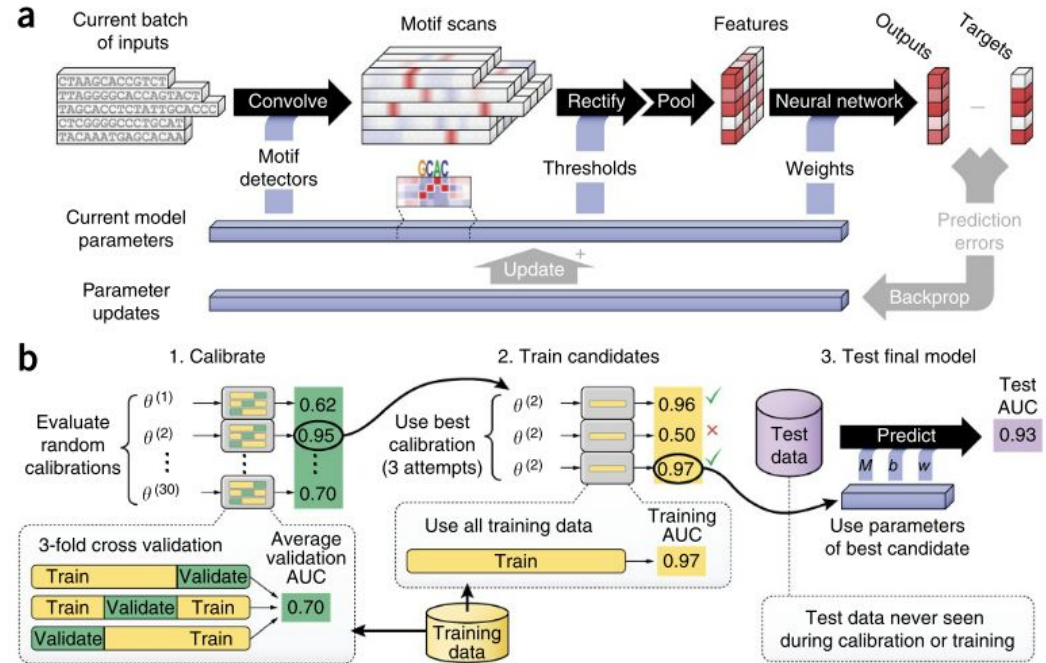 a
Current batch
of inputs
Motif scans
Features
Outputs
Targets
CTAAGCACCGTCT
TTAGGGGCACCAGTACT
TAGCACCTCTATTGCACCC
CTCGGGGCCCTGCAT
TACAAATGAGCACAA
Convolve
Rectify
Pool
Neural network
–
Motif
detectors
GCAC
Thresholds
Weights
Current model
parameters
Prediction
errors
Update
+
Parameter
updates
Backprop
b
1. Calibrate
2. Train candidates
3. Test final model
Evaluate
random
calibrations
θ(1)
0.62
θ(2)
0.95
θ(30)
0.70
Use best
calibration
(3 attempts)
θ(2)
0.96
θ(2)
0.50
θ(2)
0.97
Test
data
Predict
M b w
Test
AUC
0.93
Use parameters
of best candidate
3-fold cross validation
Average
validation
AUC
Train Validate
Train Validate Train
Validate Train
0.70
Use all training data
Training
AUC
Train
0.97
Training
data
Test data never seen
during calibration or training